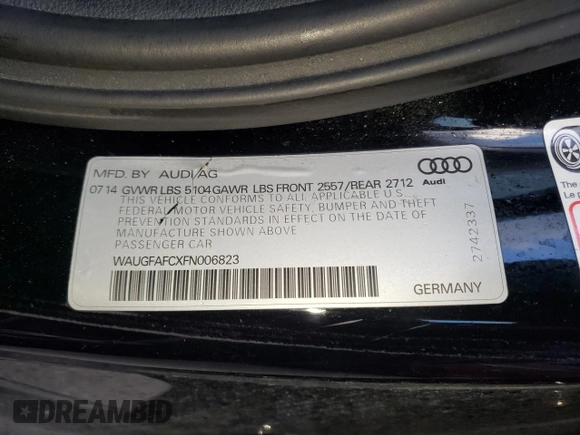 MFD. BY AUDI AG
07 14 GVWR LBS 5104 GAWR LBS FRONT 2557/REAR 2712
THIS VEHICLE CONFORMS TO ALL APPLICABLE U.S.
FEDERAL MOTOR VEHICLE SAFETY, BUMPER AND THEFT
PREVENTION STANDARDS IN EFFECT ON THE DATE OF
MANUFACTURE SHOWN ABOVE
PASSENGER CAR
WAUGFAFCXFN006823
GERMANY
Audi
2742337
The
Le p
DREAMBID